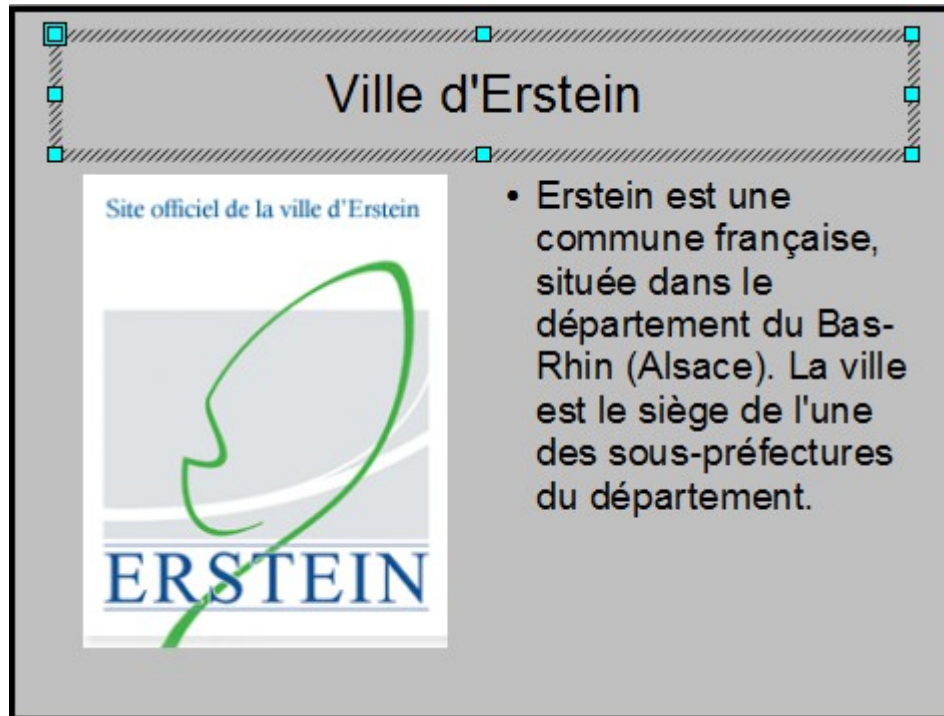 Ville d'Erstein
Site officiel de la ville d'Erstein
ERSTEIN
• Erstein est une
commune française,
située dans le
département du Bas-
Rhin (Alsace). La ville
est le siège de l'une
des sous-préfectures
du département.